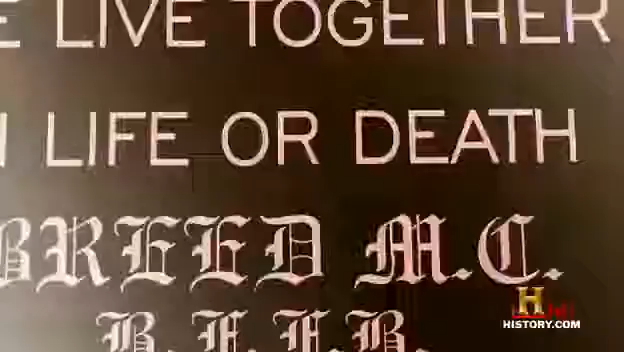 E LIVE TOGETHER
LIFE OR DEATH
BREED M.C.
B.F.F.B.
H
HISTORY.COM